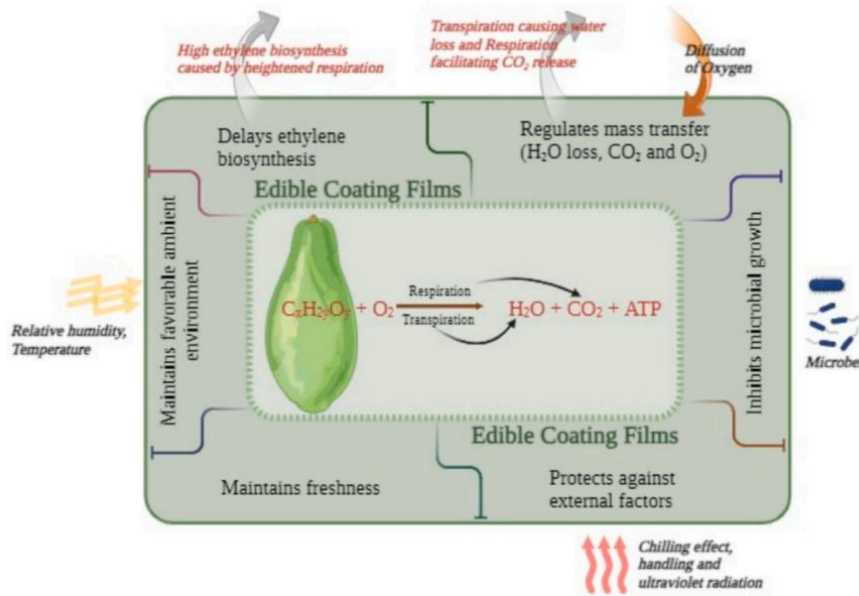 High ethylene biosynthesis
caused by heightened respiration
Transpiration causing water
loss and Respiration
facilitating CO₂ release
Diffusion
of Oxygen
Delays ethylene
biosynthesis
Regulates mass transfer
(H₂O loss, CO₂ and O₂)
Edible Coating Films
Maintains favorable ambient
environment
Relative humidity,
Temperature
CₓH₂ᵧOᵧ + O₂
Respiration
Transpiration
H₂O + CO₂ + ATP
Inhibits microbial growth
Microbe
Edible Coating Films
Maintains freshness
Protects against
external factors
Chilling effect,
handling and
ultraviolet radiation